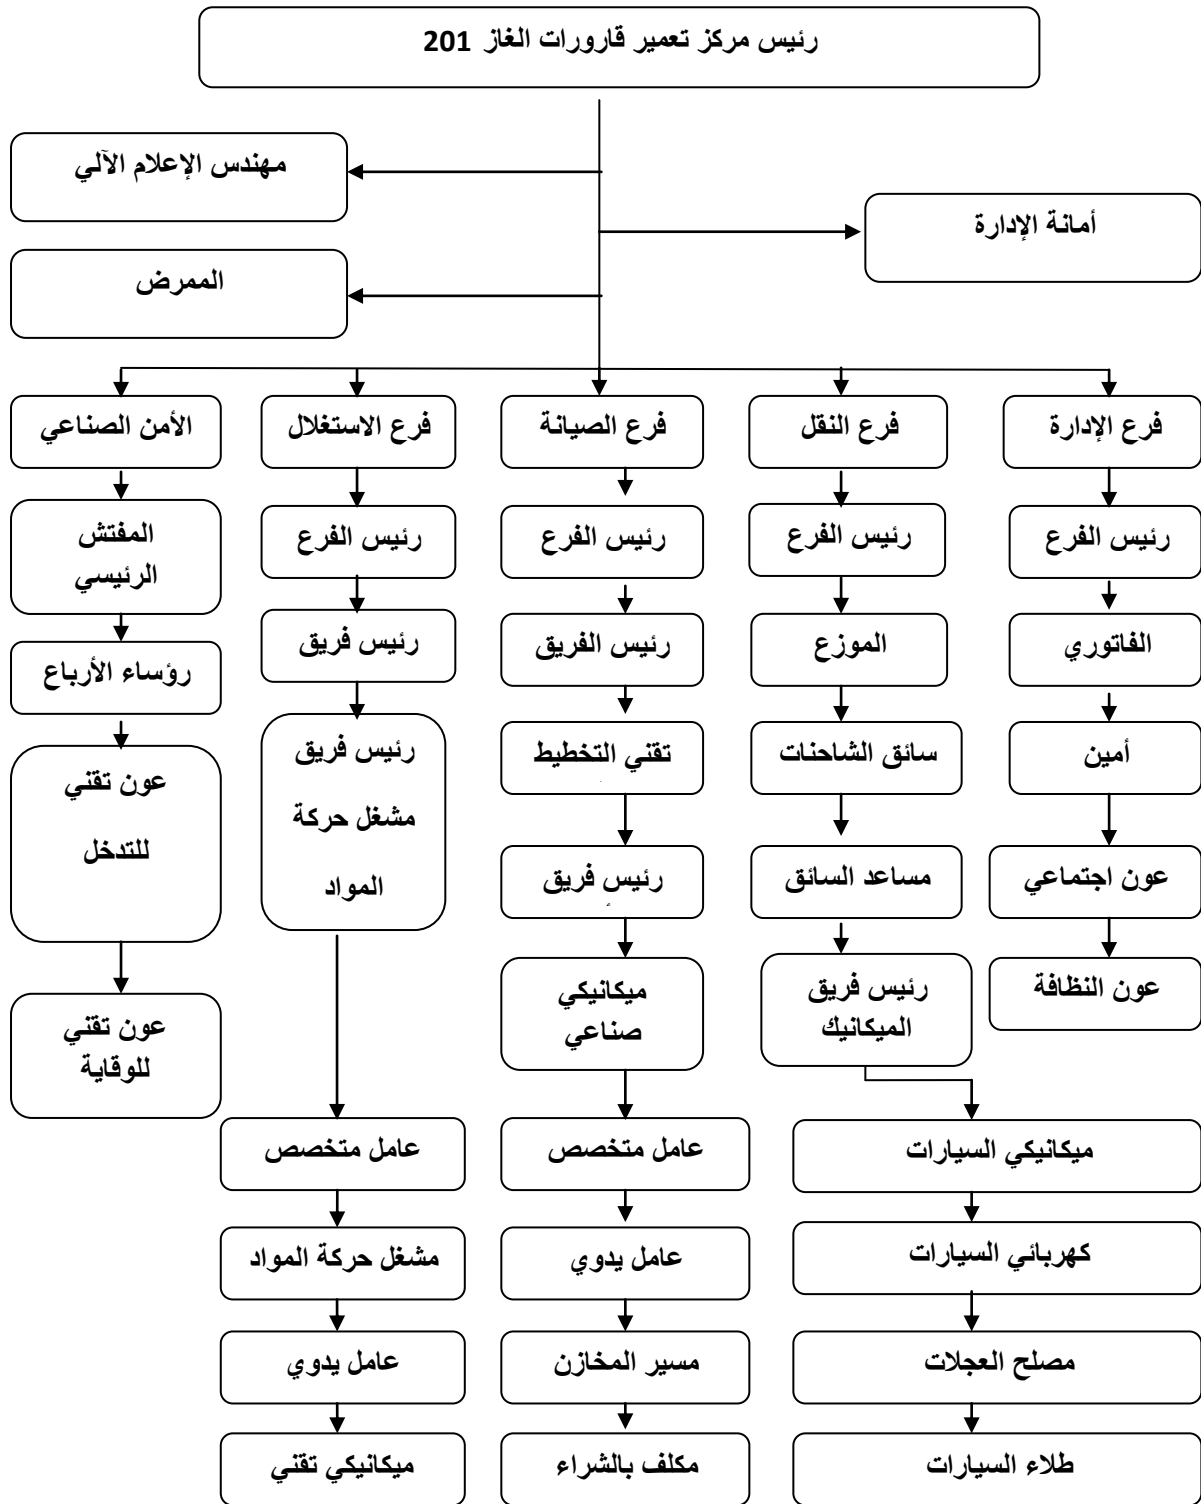 رئيس مركز تعمير قارورات الغاز 201
مهندس الإعلام الآلي
أمانة الإدارة
الممرض
فرع الإدارة
فرع النقل
فرع الصيانة
فرع الاستغلال
الأمن الصناعي
رئيس الفرع
رئيس الفرع
رئيس الفرع
رئيس الفرع
المفتش
الرئيسي
الفاتوري
الموزع
رئيس الفريق
رئيس فريق
رؤساء الأرباع
أمين
سائق الشاحنات
تقني التخطيط
رئيس فريق
مشغل حركة
المواد
عون تقني
للتدخل
عون اجتماعي
مساعد السائق
رئيس فريق
عون النظافة
رئيس فريق
الميكانيك
ميكانيكي
صناعي
عون تقني
للوقاية
ميكانيكي السيارات
عامل متخصص
عامل متخصص
كهربائي السيارات
عامل يدوي
مشغل حركة المواد
مصلح العجلات
مسير المخازن
عامل يدوي
طلاء السيارات
مكلف بالشراء
ميكانيكي تقني